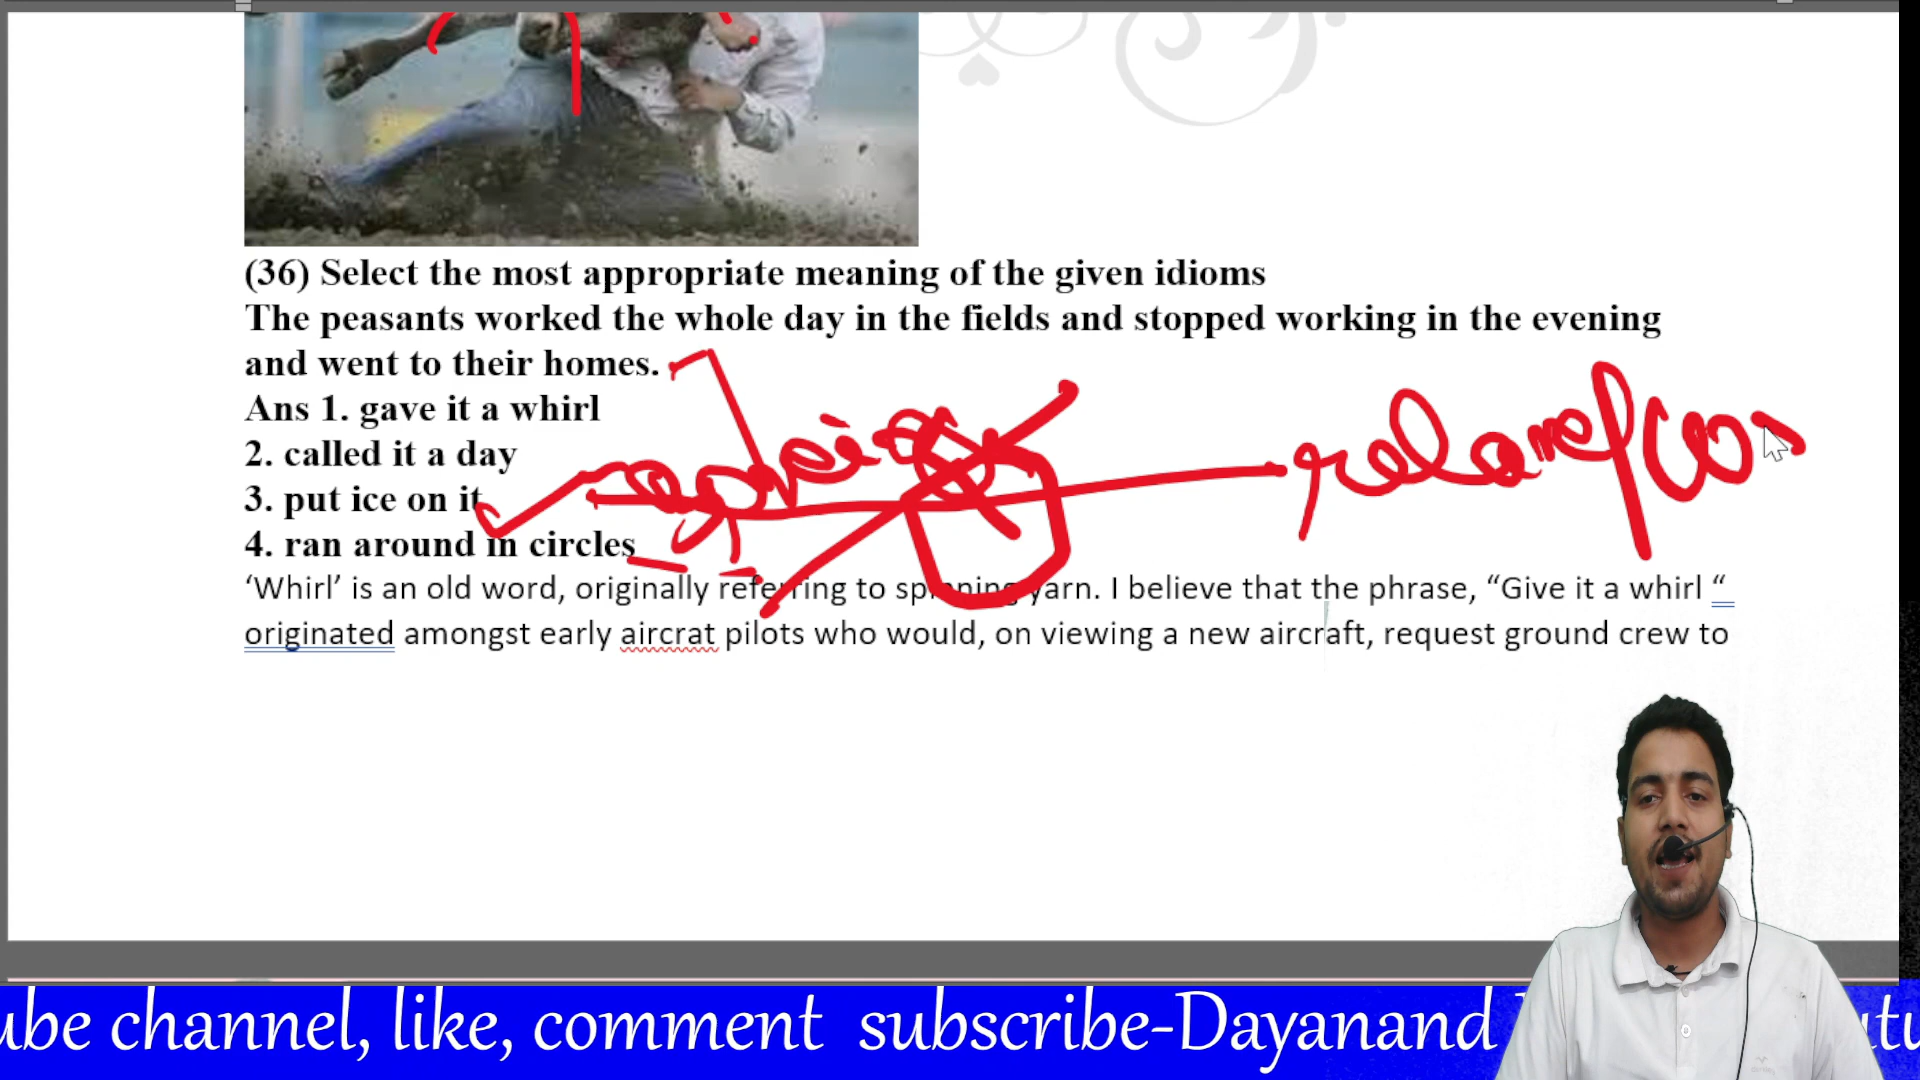 (36) Select the most appropriate meaning of the given idioms
The peasants worked the whole day in the fields and stopped working in the evening
and went to their homes.
Ans 1. gave it a whirl
2. called it a day
3. put ice on it
4. ran around in circles
‘Whirl’ is an old word, originally referring to spinning yarn. I believe that the phrase, “Give it a whirl “
originated amongst early aircrat pilots who would, on viewing a new aircraft, request ground crew to
ube channel, like, comment subscribe-Dayanand